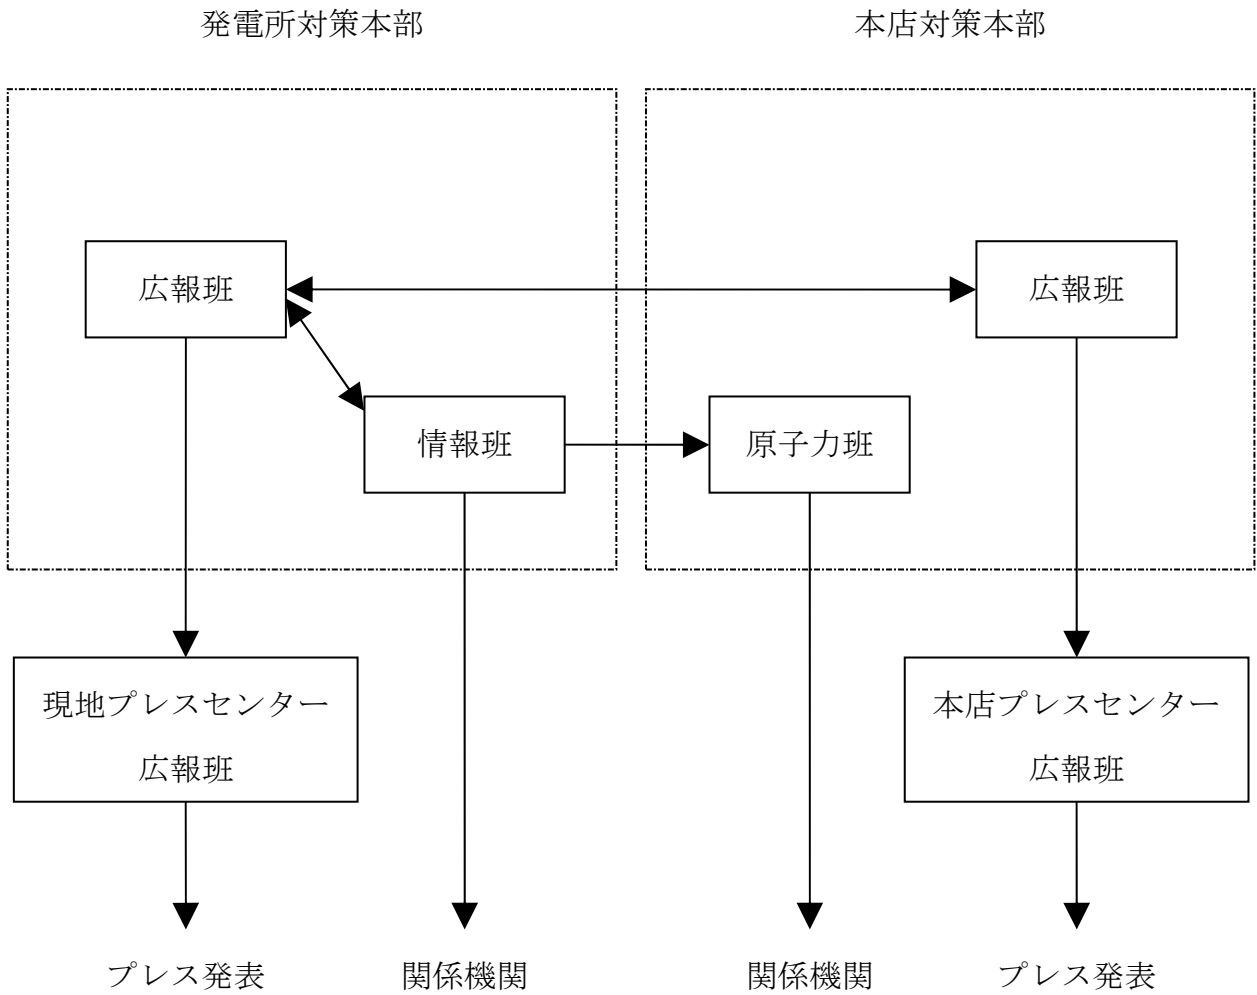 発電所対策本部
本店対策本部
広報班
広報班
情報班
原子力班
現地プレスセンター
広報班
本店プレスセンター
広報班
プレス発表
関係機関
関係機関
プレス発表